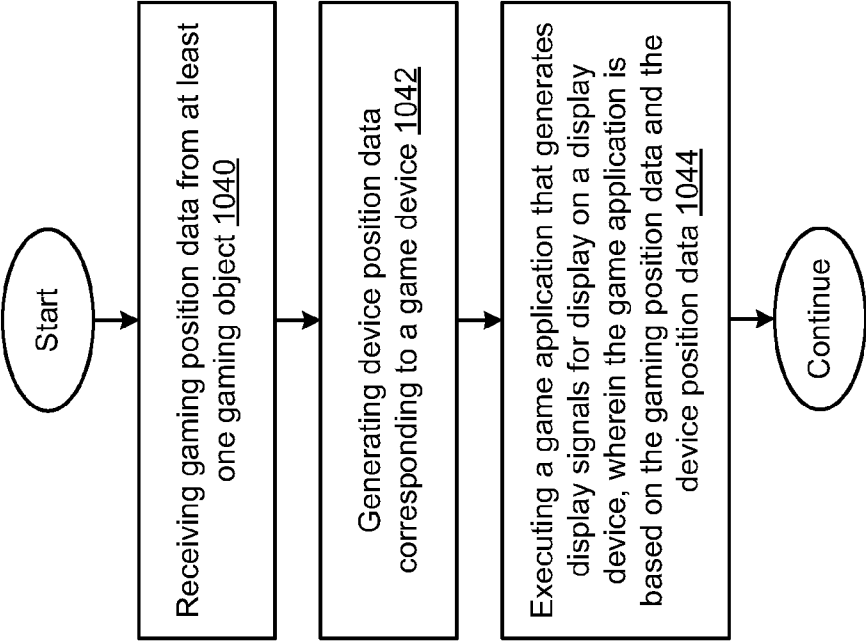 Start
Receiving gaming position data from at least
one gaming object 1040
Generating device position data
corresponding to a game device 1042
Executing a game application that generates
display signals for display on a display
device, wherein the game application is
based on the gaming position data and the
device position data 1044
Continue